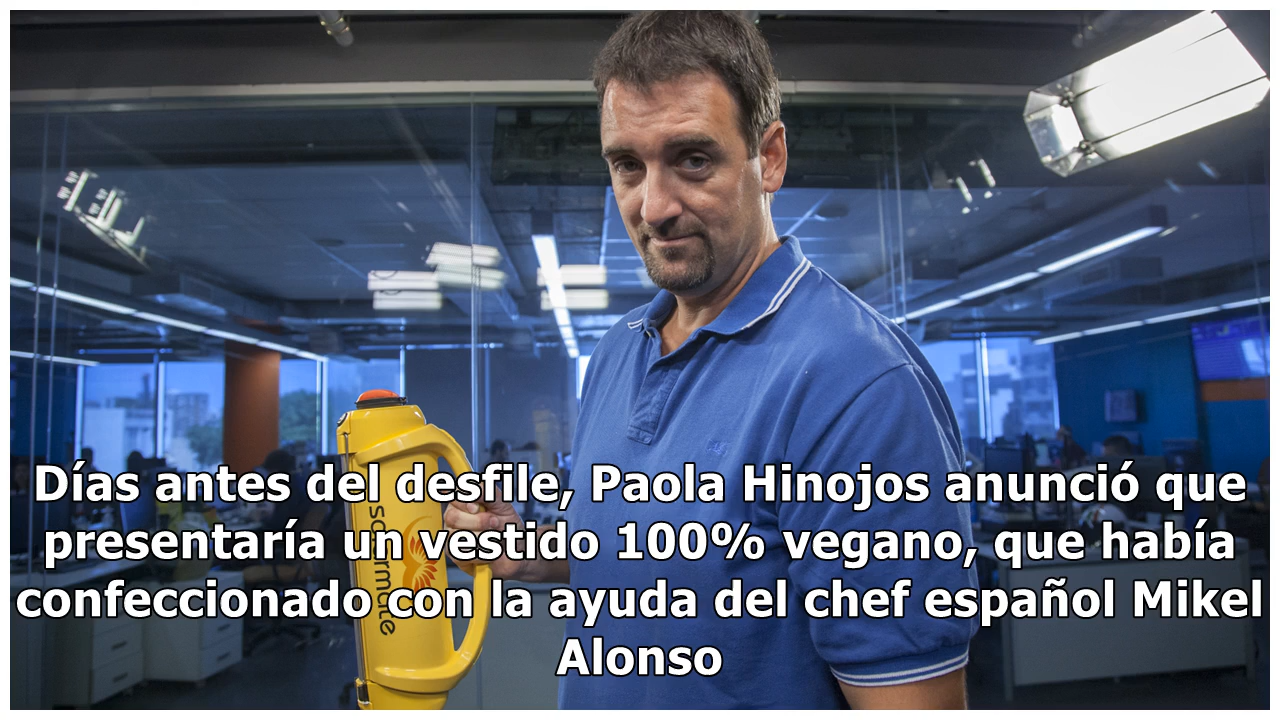 Días antes del desfile, Paola Hinojos anunció que
presentaría un vestido 100% vegano, que había
confeccionado con la ayuda del chef español Mikel
Alonso